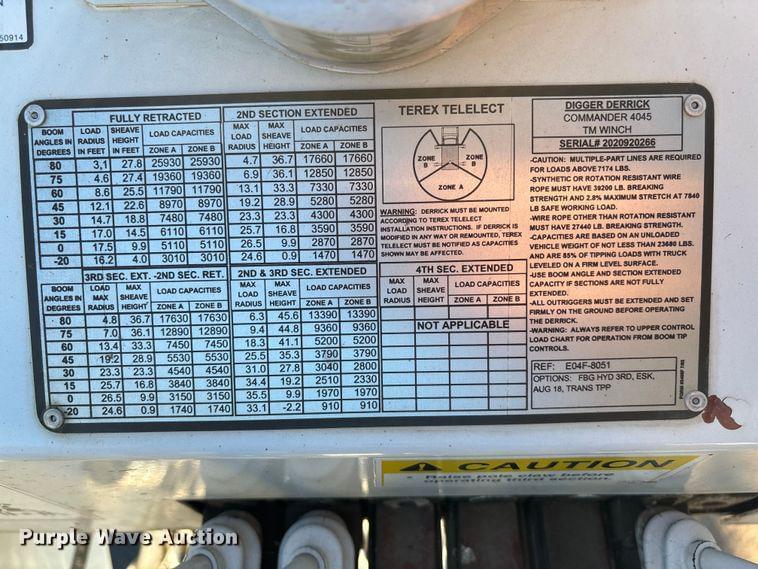 N
50914
FULLY RETRACTED
2ND SECTION EXTENDED
BOOM ANGLES IN DEGREES LOAD RADIUS IN FEET SHEAVE HEIGHT IN FEET LOAD CAPACITIES ZONE A ZONE B MAX LOAD RADIUS MAX SHEAVE HEIGHT LOAD CAPACITIES ZONE A ZONE B
80 3.1 27.8 25930 25930 4.7 36.7 17660 17660
75 4.6 27.4 19360 19360 6.9 36.1 12850 12850
60 8.6 25.5 11790 11790 13.1 33.3 7330 7330
45 12.1 22.6 8970 8970 19.2 28.9 5280 5280
30 14.7 18.8 7480 7480 23.3 23.3 4300 4300
15 17.0 14.5 6110 6110 25.7 16.8 3590 3590
0 17.5 9.9 5110 5110 26.5 9.9 2870 2870
-20 16.2 4.0 3010 3010 24.6 0.9 1470 1470
3RD SEC. EXT. -2ND SEC. RET.
2ND & 3RD SEC. EXTENDED
4TH SEC. EXTENDED
BOOM ANGLES IN DEGREES LOAD MAX RADIUS MAX SHEAVE HEIGHT LOAD CAPACITIES ZONE A ZONE B MAX LOAD RADIUS MAX SHEAVE HEIGHT LOAD CAPACITIES ZONE A ZONE B MAX LOAD RADIUS MAX SHEAVE HEIGHT LOAD CAPACITIES ZONE A ZONE B
80 4.8 36.7 17630 17630 6.3 45.6 13390 13390
75 7.0 36.1 12890 12890 9.4 44.8 9360 9360
60 13.4 33.3 7450 7450 18.3 41.1 5200 5200
45 19.2 28.9 5530 5530 25.5 35.3 3790 3790
30 23.3 23.3 4540 4540 31.0 27.8 3040 2800
15 25.7 16.8 3840 3840 34.4 19.2 2510 2330
0 26.5 9.9 3150 3150 35.5 9.9 1970 1970
-20 24.6 0.9 1740 1740 33.1 -2.2 910 910
NOT APPLICABLE
TEREX TELELECT
ZONE B
ZONE B
ZONE A
WARNING: DERRICK MUST BE MOUNTED
ACCORDING TO TEREX TELELECT
INSTALLATION INSTRUCTIONS. IF DERRICK IS
MODIFIED IN ANY WAY OR REMOUNTED, TEREX
TELELECT MUST BE NOTIFIED AS CAPACITIES
SHOWN MAY BE AFFECTED.
DIGGER DERRICK
COMMANDER 4045
TM WINCH
SERIAL# 2020920266
-CAUTION: MULTIPLE-PART LINES ARE REQUIRED
FOR LOADS ABOVE 7174 LBS.
-SYNTHETIC OR ROTATION RESISTANT WIRE
ROPE MUST HAVE 39200 LB. BREAKING
STRENGTH AND 2.8% MAXIMUM STRETCH AT 7840
LB SAFE WORKING LOAD.
-WIRE ROPE OTHER THAN ROTATION RESISTANT
MUST HAVE 27440 LB. BREAKING STRENGTH.
-CAPACITIES ARE BASED ON AN UNLOADED
VEHICLE WEIGHT OF NOT LESS THAN 23680 LBS.
AND ARE 85% OF TIPPING LOADS WITH TRUCK
LEVELED ON A FIRM LEVEL SURFACE.
-USE BOOM ANGLE AND SECTION EXTENDED
CAPACITY IF SECTIONS ARE NOT FULLY
EXTENDED.
-ALL OUTRIGGERS MUST BE EXTENDED AND SET
FIRMLY ON THE GROUND BEFORE OPERATING
THE DERRICK.
-WARNING: ALWAYS REFER TO UPPER CONTROL
LOAD CHART FOR OPERATION FROM BOOM TIP
CONTROLS.
REF: E04F-8051
OPTIONS: FBG HYD 3RD, ESK,
AUG 18, TRANS TPP
CAUTION
• Raise pole claw before
operating third section.
Purple Wave Auction